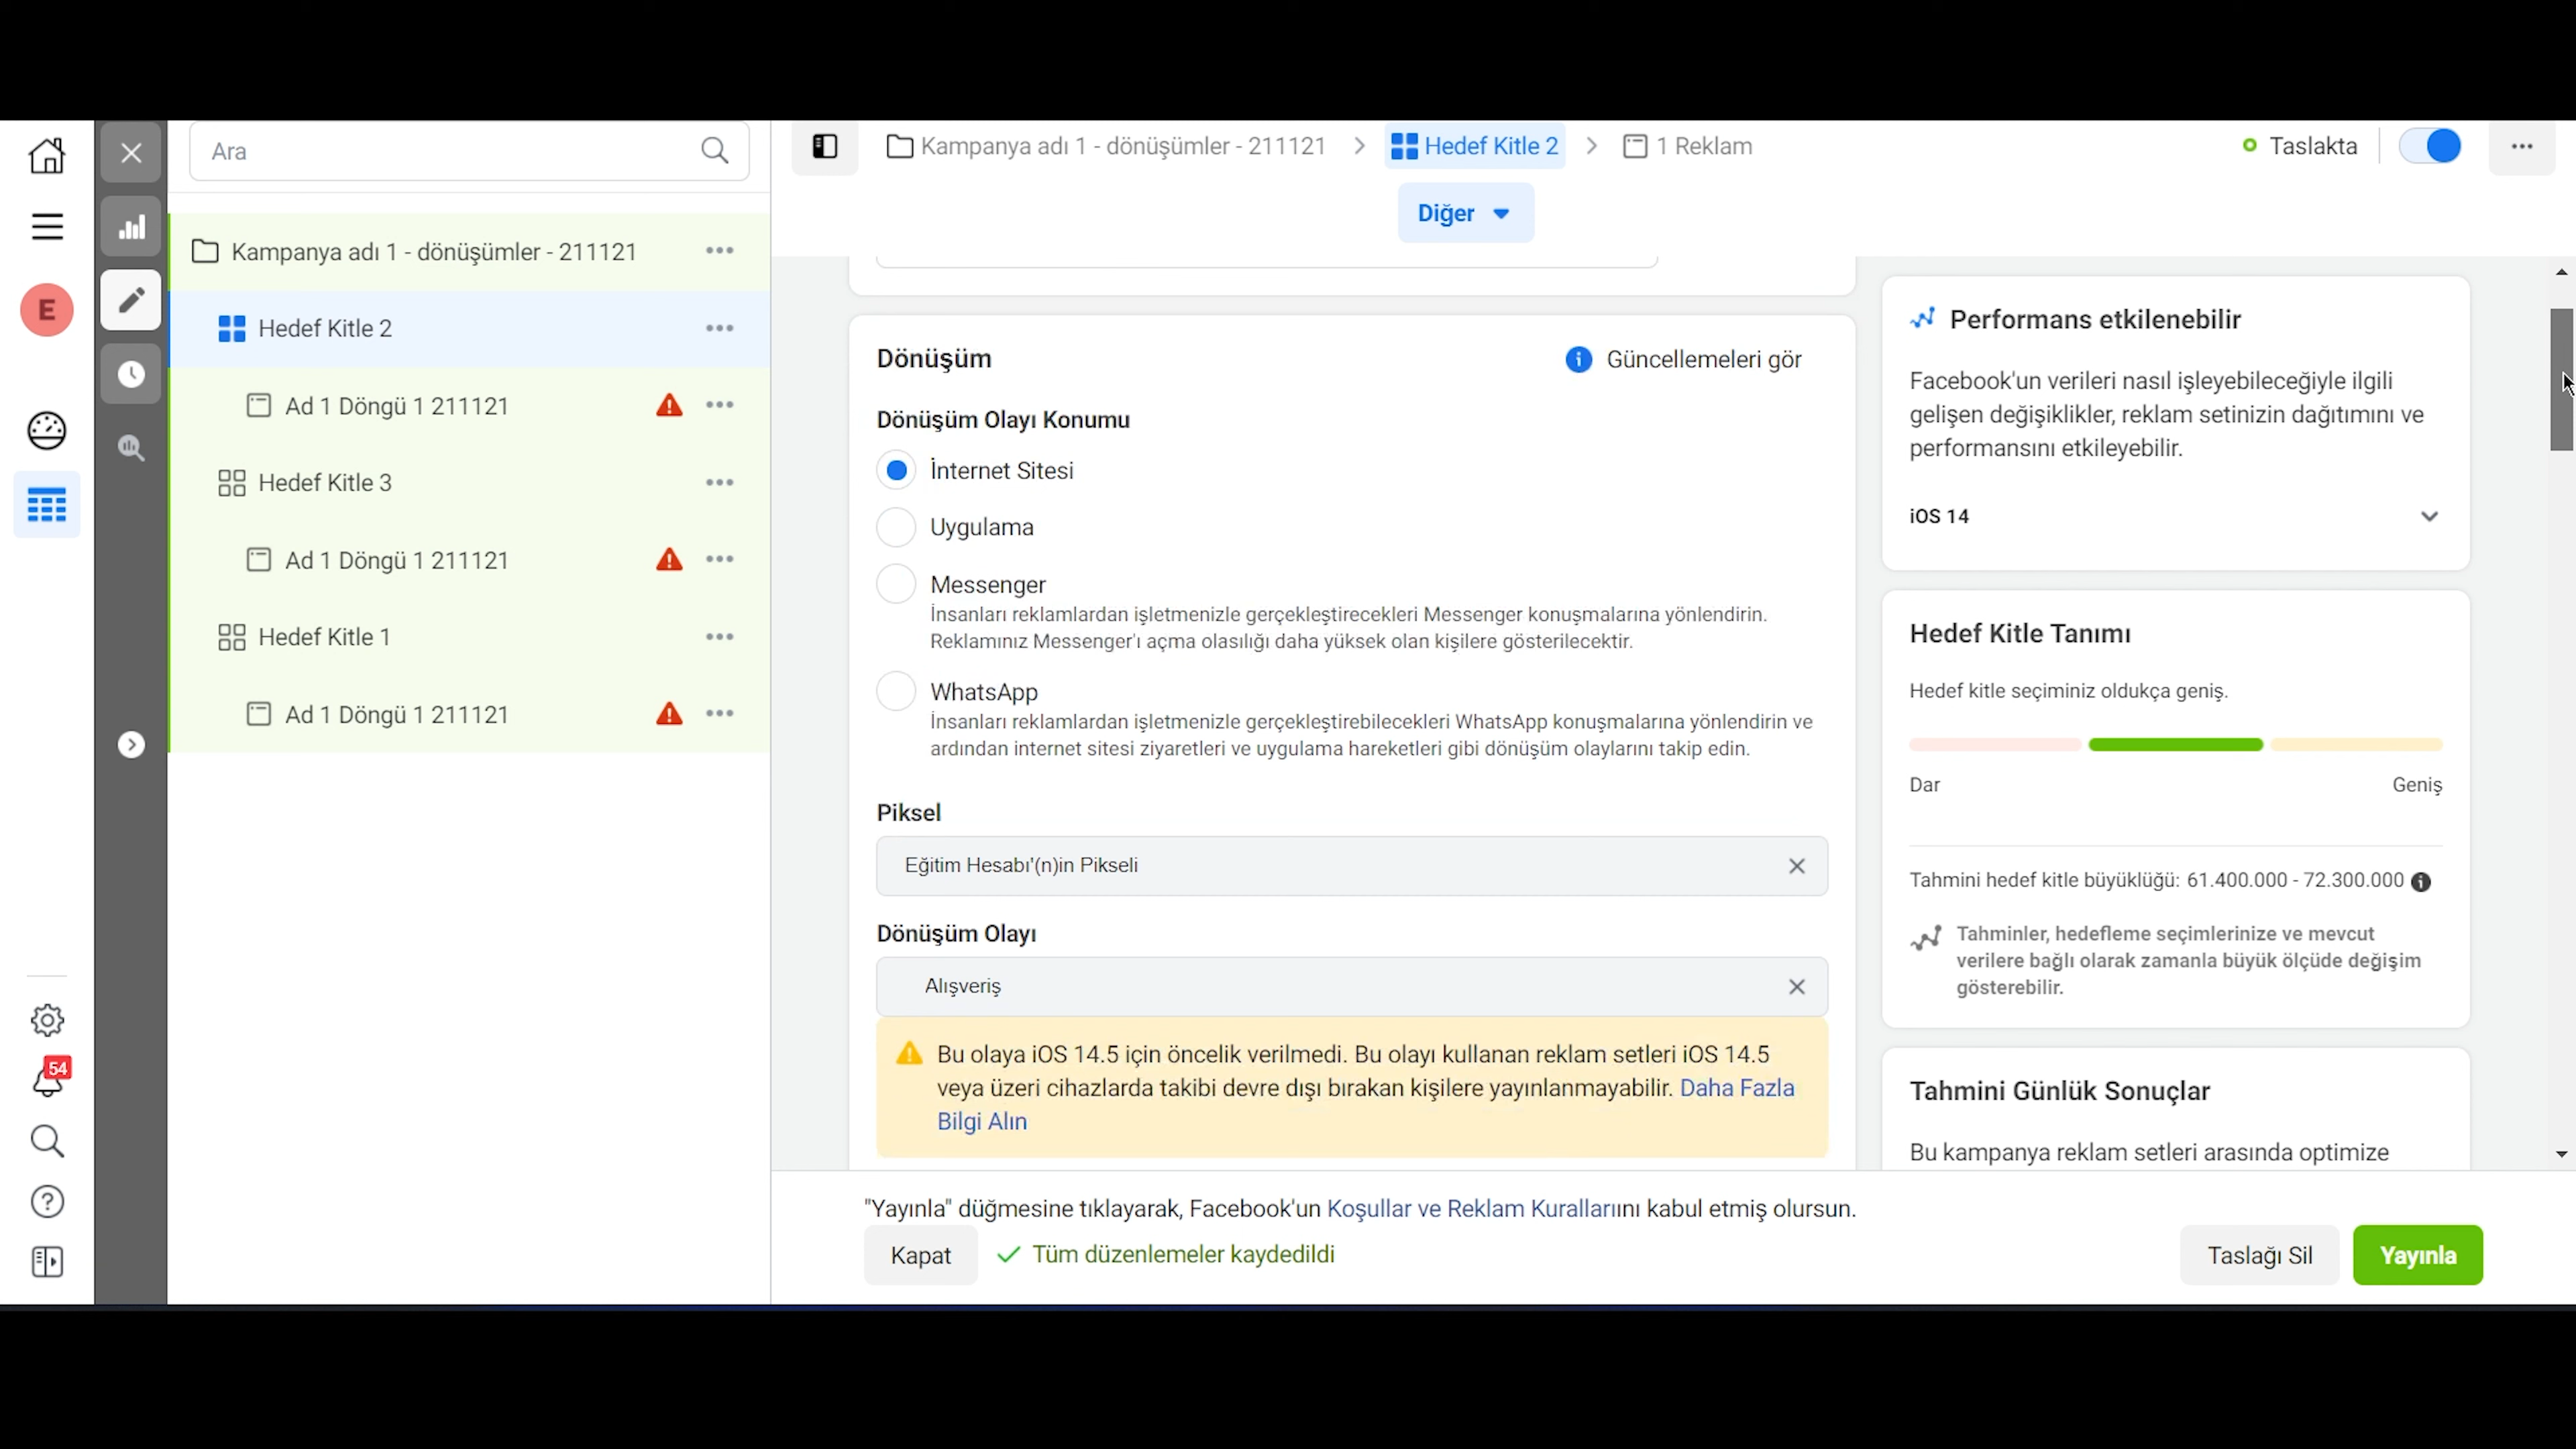 Ara
Kampanya adı 1 - dönüşümler - 211121
Hedef Kitle 2
1 Reklam
Taslakta
Diğer
E
Kampanya adı 1 - dönüşümler - 211121
Hedef Kitle 2
Ad 1 Döngü 1 211121
Hedef Kitle 3
Ad 1 Döngü 1 211121
Hedef Kitle 1
Ad 1 Döngü 1 211121
54
Dönüşüm
Güncellemeleri gör
Dönüşüm Olayı Konumu
İnternet Sitesi
Uygulama
Messenger
İnsanları reklamlardan işletmenizle gerçekleştirecekleri Messenger konuşmalarına yönlendirin.
Reklamınız Messenger'ı açma olasılığı daha yüksek olan kişilere gösterilecektir.
WhatsApp
İnsanları reklamlardan işletmenizle gerçekleştirebilecekleri WhatsApp konuşmalarına yönlendirin ve
ardından internet sitesi ziyaretleri ve uygulama hareketleri gibi dönüşüm olaylarını takip edin.
Piksel
Eğitim Hesabı'(n)in Pikseli
Dönüşüm Olayı
Alışveriş
Bu olaya iOS 14.5 için öncelik verilmedi. Bu olayı kullanan reklam setleri iOS 14.5
veya üzeri cihazlarda takibi devre dışı bırakan kişilere yayınlanmayabilir. Daha Fazla
Bilgi Alın
Performans etkilenebilir
Facebook'un verileri nasıl işleyebileceğiyle ilgili
gelişen değişiklikler, reklam setinizin dağıtımını ve
performansını etkileyebilir.
iOS 14
Hedef Kitle Tanımı
Hedef kitle seçiminiz oldukça geniş.
Dar
Geniş
Tahmini hedef kitle büyüklüğü: 61.400.000 - 72.300.000
Tahminler, hedefleme seçimlerinize ve mevcut
verilere bağlı olarak zamanla büyük ölçüde değişim
gösterebilir.
Tahmini Günlük Sonuçlar
Bu kampanya reklam setleri arasında optimize
"Yayınla" düğmesine tıklayarak, Facebook'un Koşullar ve Reklam Kurallarıını kabul etmiş olursun.
Kapat
Tüm düzenlemeler kaydedildi
Taslağı Sil
Yayınla